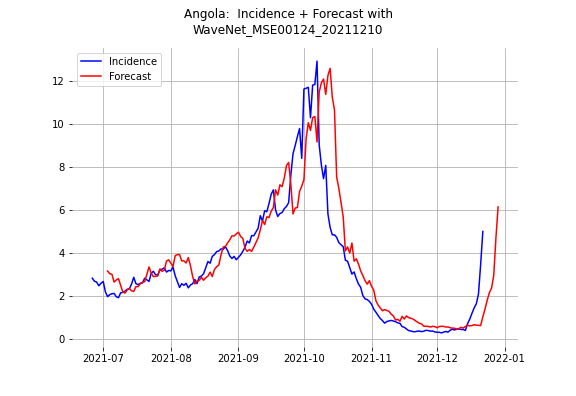 Angola:  Incidence + Forecast with
WaveNet_MSE00124_20211210
Incidence
Forecast
12
10
8
6
4
2
0
2021-07 2021-08 2021-09 2021-10 2021-11 2021-12 2022-01